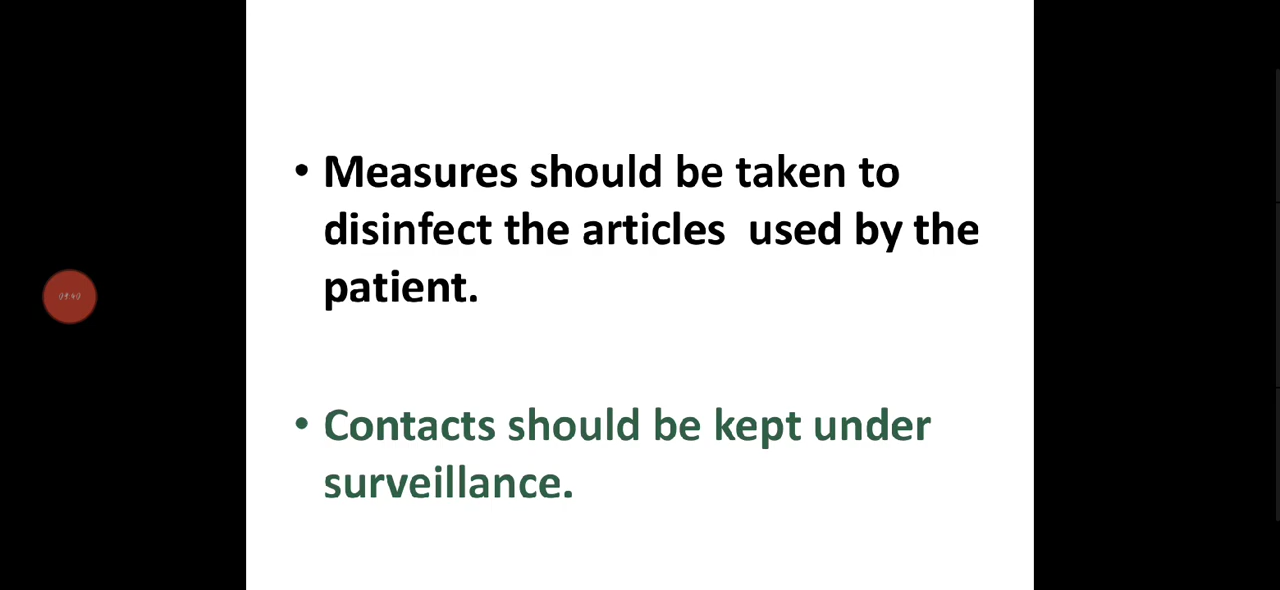 • Measures should be taken to
disinfect the articles  used by the
patient.
• Contacts should be kept under
surveillance.